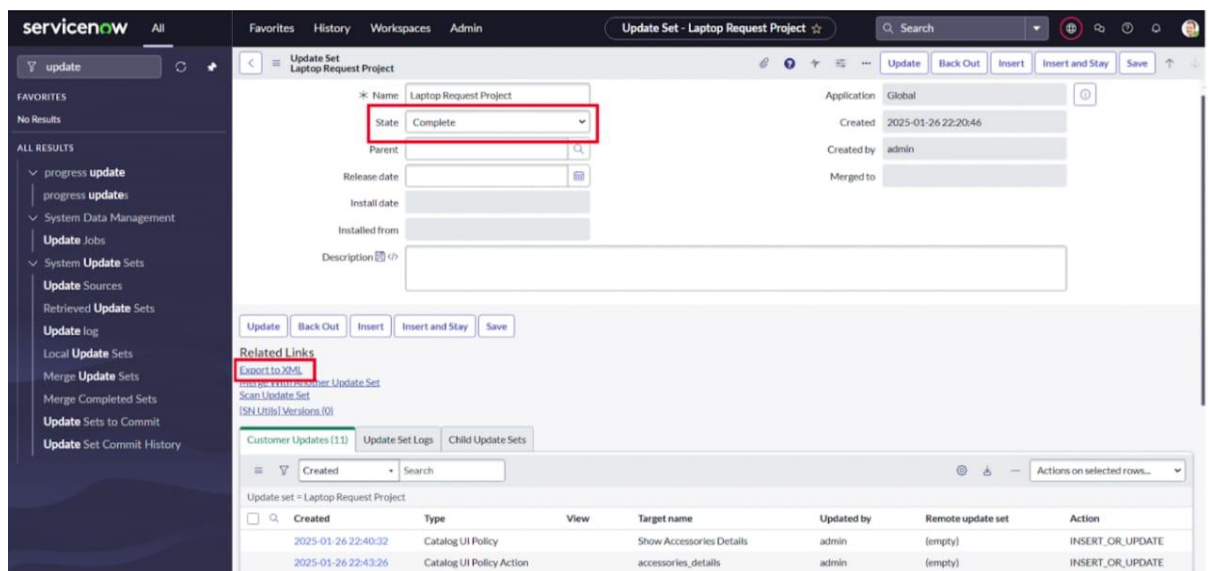 servicenow All Favorites History Workspaces Admin Update Set - Laptop Request Project Search
update
FAVORITES
No Results
ALL RESULTS
progress update
progress updates
System Data Management
Update Jobs
System Update Sets
Update Sources
Retrieved Update Sets
Update log
Local Update Sets
Merge Update Sets
Merge Completed Sets
Update Sets to Commit
Update Set Commit History
Update Set
Laptop Request Project
Update Back Out Insert Insert and Stay Save
Name Laptop Request Project
State Complete
Parent
Release date
Install date
Installed from
Description
Application Global
Created 2025-01-26 22:20:46
Created by admin
Merged to
Update Back Out Insert Insert and Stay Save
Related Links
Export to XML
Merge With Another Update Set
Scan Update Set
[SN Utils] Versions (0)
Customer Updates (11) Update Set Logs Child Update Sets
Created Search Actions on selected rows...
Update set = Laptop Request Project
Created Type View Target name Updated by Remote update set Action
2025-01-26 22:40:32 Catalog UI Policy Show Accessories Details admin (empty) INSERT_OR_UPDATE
2025-01-26 22:43:26 Catalog UI Policy Action accessories_details admin (empty) INSERT_OR_UPDATE